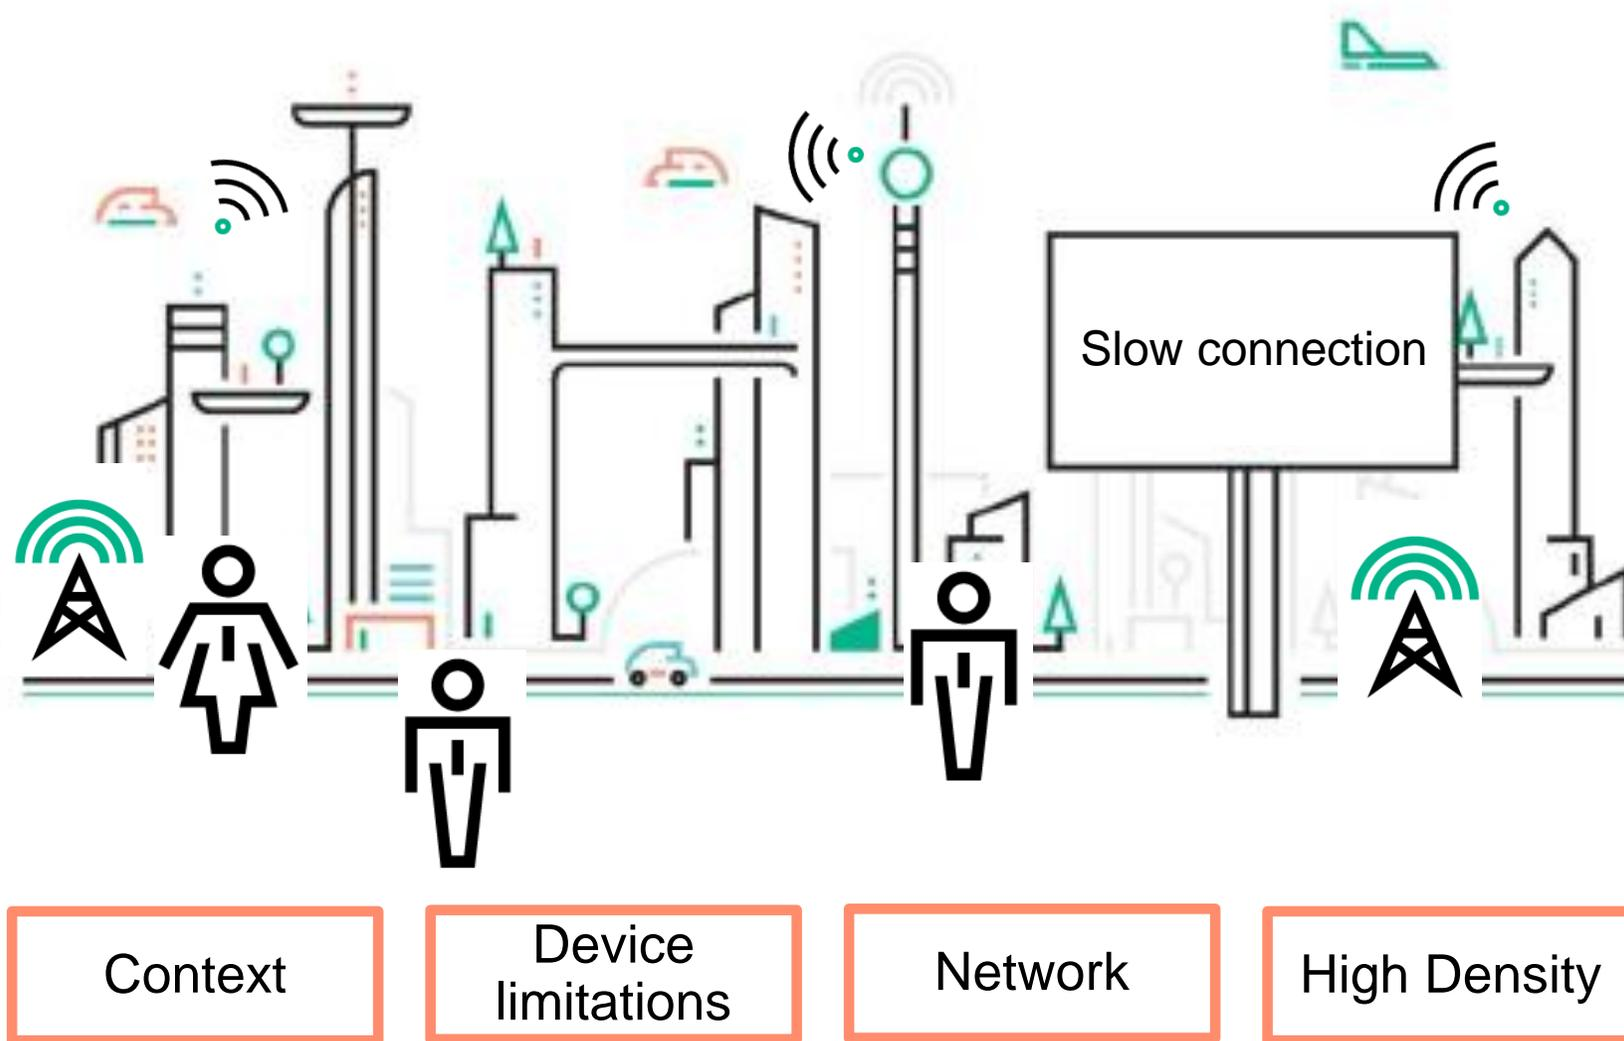 Slow connection
Context
Device
limitations
Network
High Density